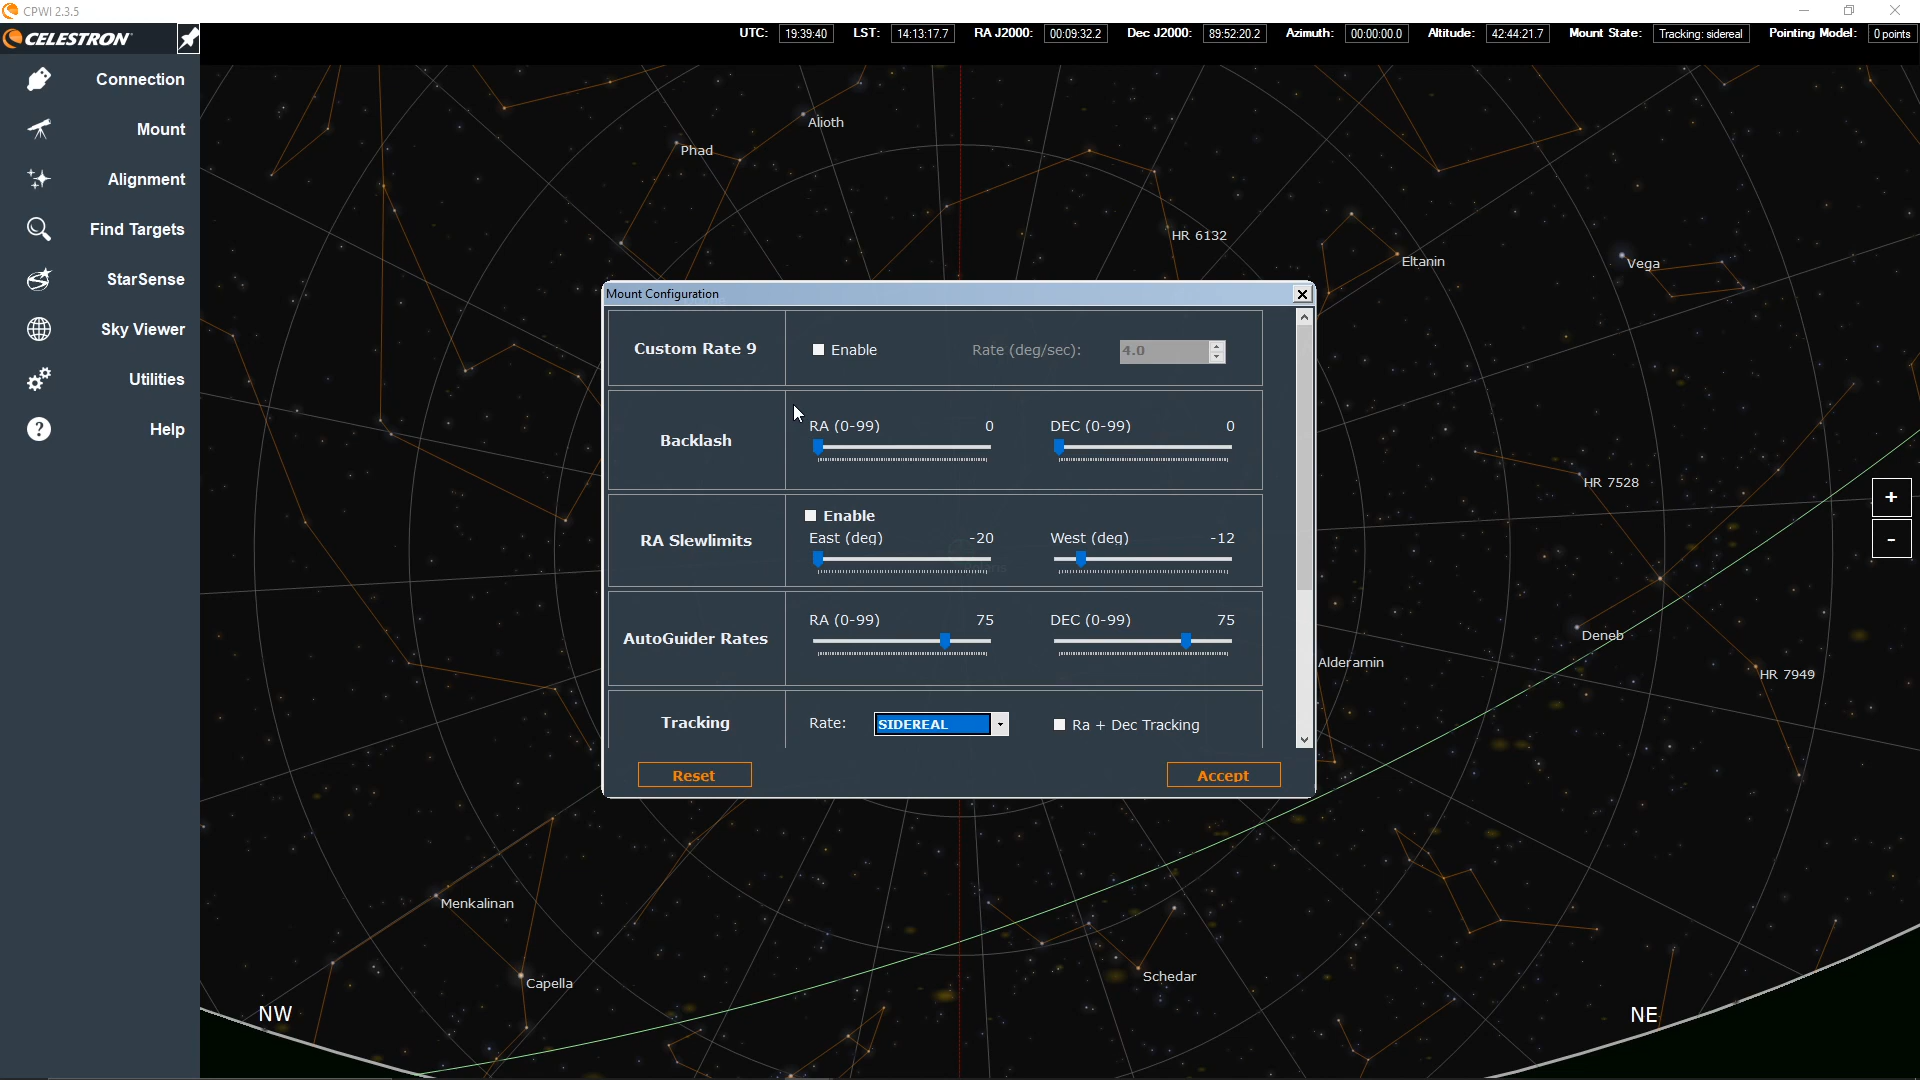 CPWI 2.3.5
CELESTRON
UTC: 19:39:40 LST: 14:13:17.7 RA J2000: 00:09:32.2 Dec J2000: 89:52:20.2 Azimuth: 00:00:00.0 Altitude: 42:44:21.7 Mount State: Tracking: sidereal Pointing Model: 0 points
Connection
Mount
Alignment
Find Targets
StarSense
Sky Viewer
Utilities
? Help
Alioth
Phad
HR 6132
Eltanin
Vega
Mount Configuration
Custom Rate 9
Enable Rate (deg/sec): 4.0
Backlash
RA (0-99) 0 DEC (0-99) 0
RA Slewlimits
Enable
East (deg) -20 West (deg) -12
AutoGuider Rates
RA (0-99) 75 DEC (0-99) 75
Tracking
Rate: SIDEREAL Ra + Dec Tracking
Reset Accept
HR 7528
+
-
Deneb
Alderamin
HR 7949
Menkalinan
Capella
Schedar
NW
NE